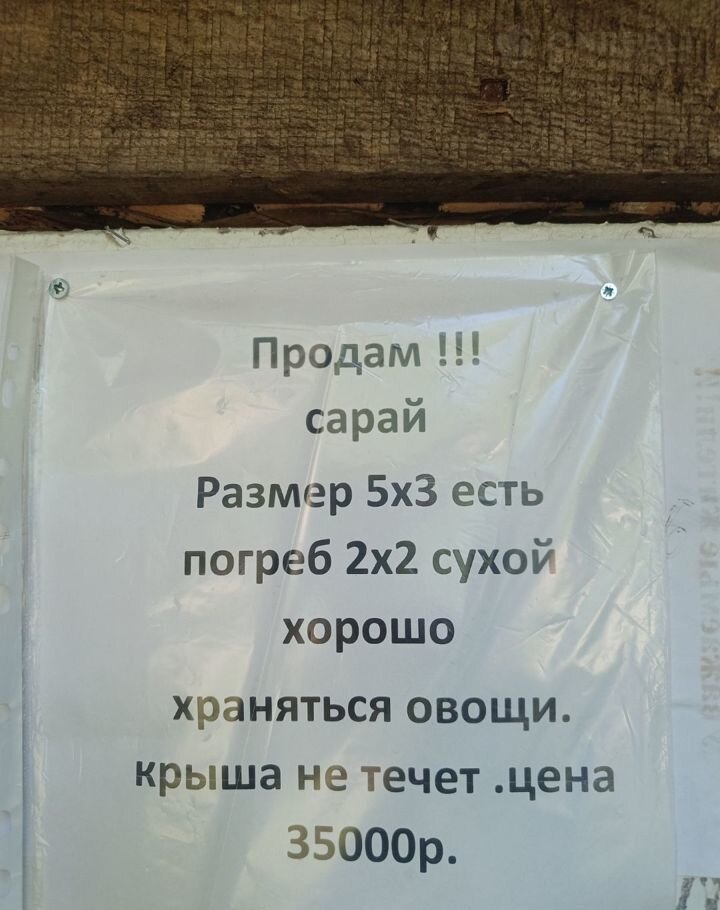 Продам !!!
сарай
Размер 5х3 есть
погреб 2х2 сухой
хорошо
храняться овощи.
крыша не течет .цена
35000р.